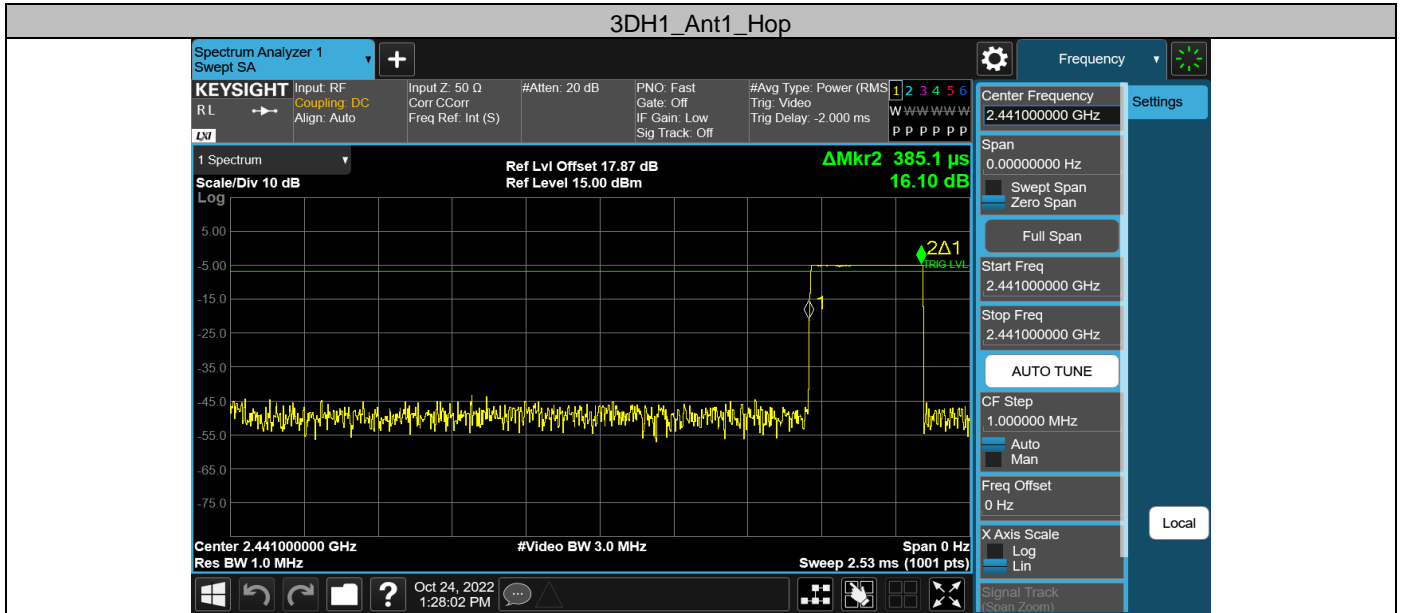 3DH1_Ant1_Hop
Spectrum Analyzer 1
Swept SA
Frequency
KEYSIGHT
RL
LXI
Input: RF
Coupling: DC
Align: Auto
Input Z: 50 Ω
Corr CCorr
Freq Ref: Int (S)
#Atten: 20 dB
PNO: Fast
Gate: Off
IF Gain: Low
Sig Track: Off
#Avg Type: Power (RMS
Trig: Video
Trig Delay: -2.000 ms
1 2 3 4 5 6
W W W W W W
P P P P P P
1 Spectrum
Scale/Div 10 dB
Log
Ref Lvl Offset 17.87 dB
Ref Level 15.00 dBm
ΔMkr2 385.1 µs
16.10 dB
5.00
-5.00
-15.0
-25.0
-35.0
-45.0
-55.0
-65.0
-75.0
2Δ1
TRIG LVL
1
Center 2.441000000 GHz
#Video BW 3.0 MHz
Span 0 Hz
Res BW 1.0 MHz
Sweep 2.53 ms (1001 pts)
Oct 24, 2022
1:28:02 PM
Center Frequency
2.441000000 GHz
Settings
Span
0.00000000 Hz
Swept Span
Zero Span
Full Span
Start Freq
2.441000000 GHz
Stop Freq
2.441000000 GHz
AUTO TUNE
CF Step
1.000000 MHz
Auto
Man
Freq Offset
0 Hz
X Axis Scale
Log
Lin
Local
Signal Track
(Span Zoom)